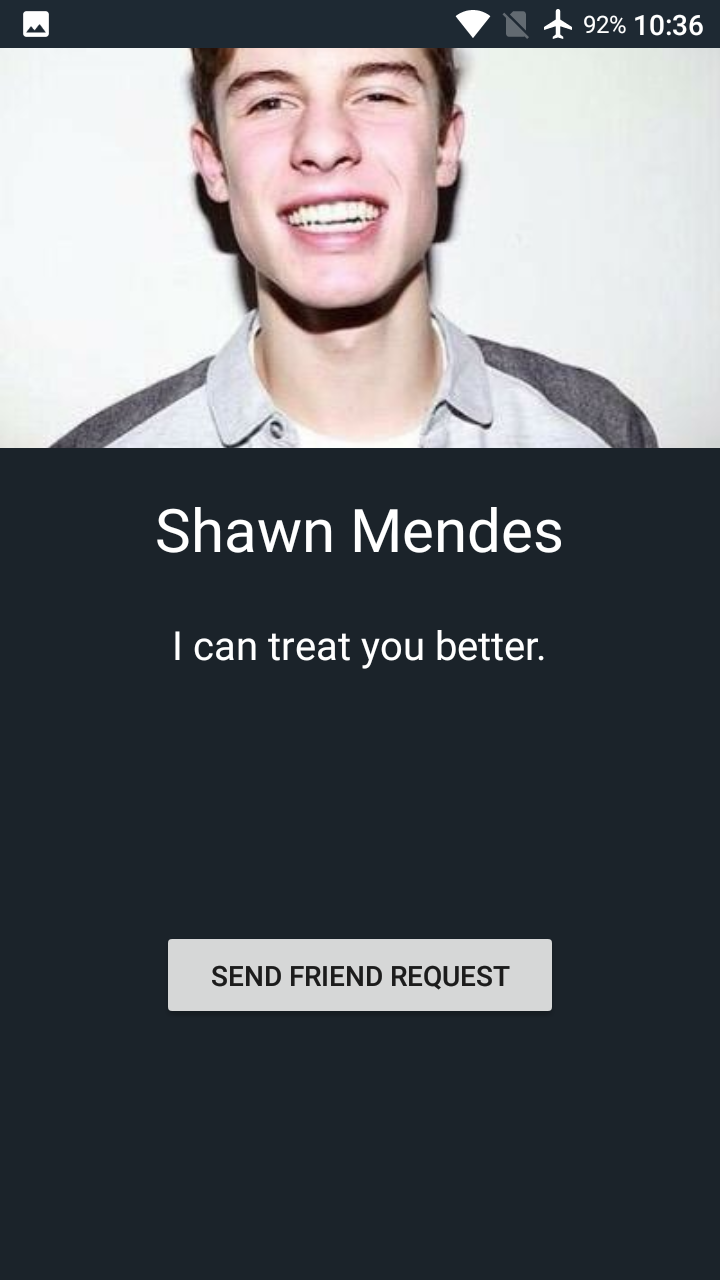 92% 10:36
Shawn Mendes
I can treat you better.
SEND FRIEND REQUEST